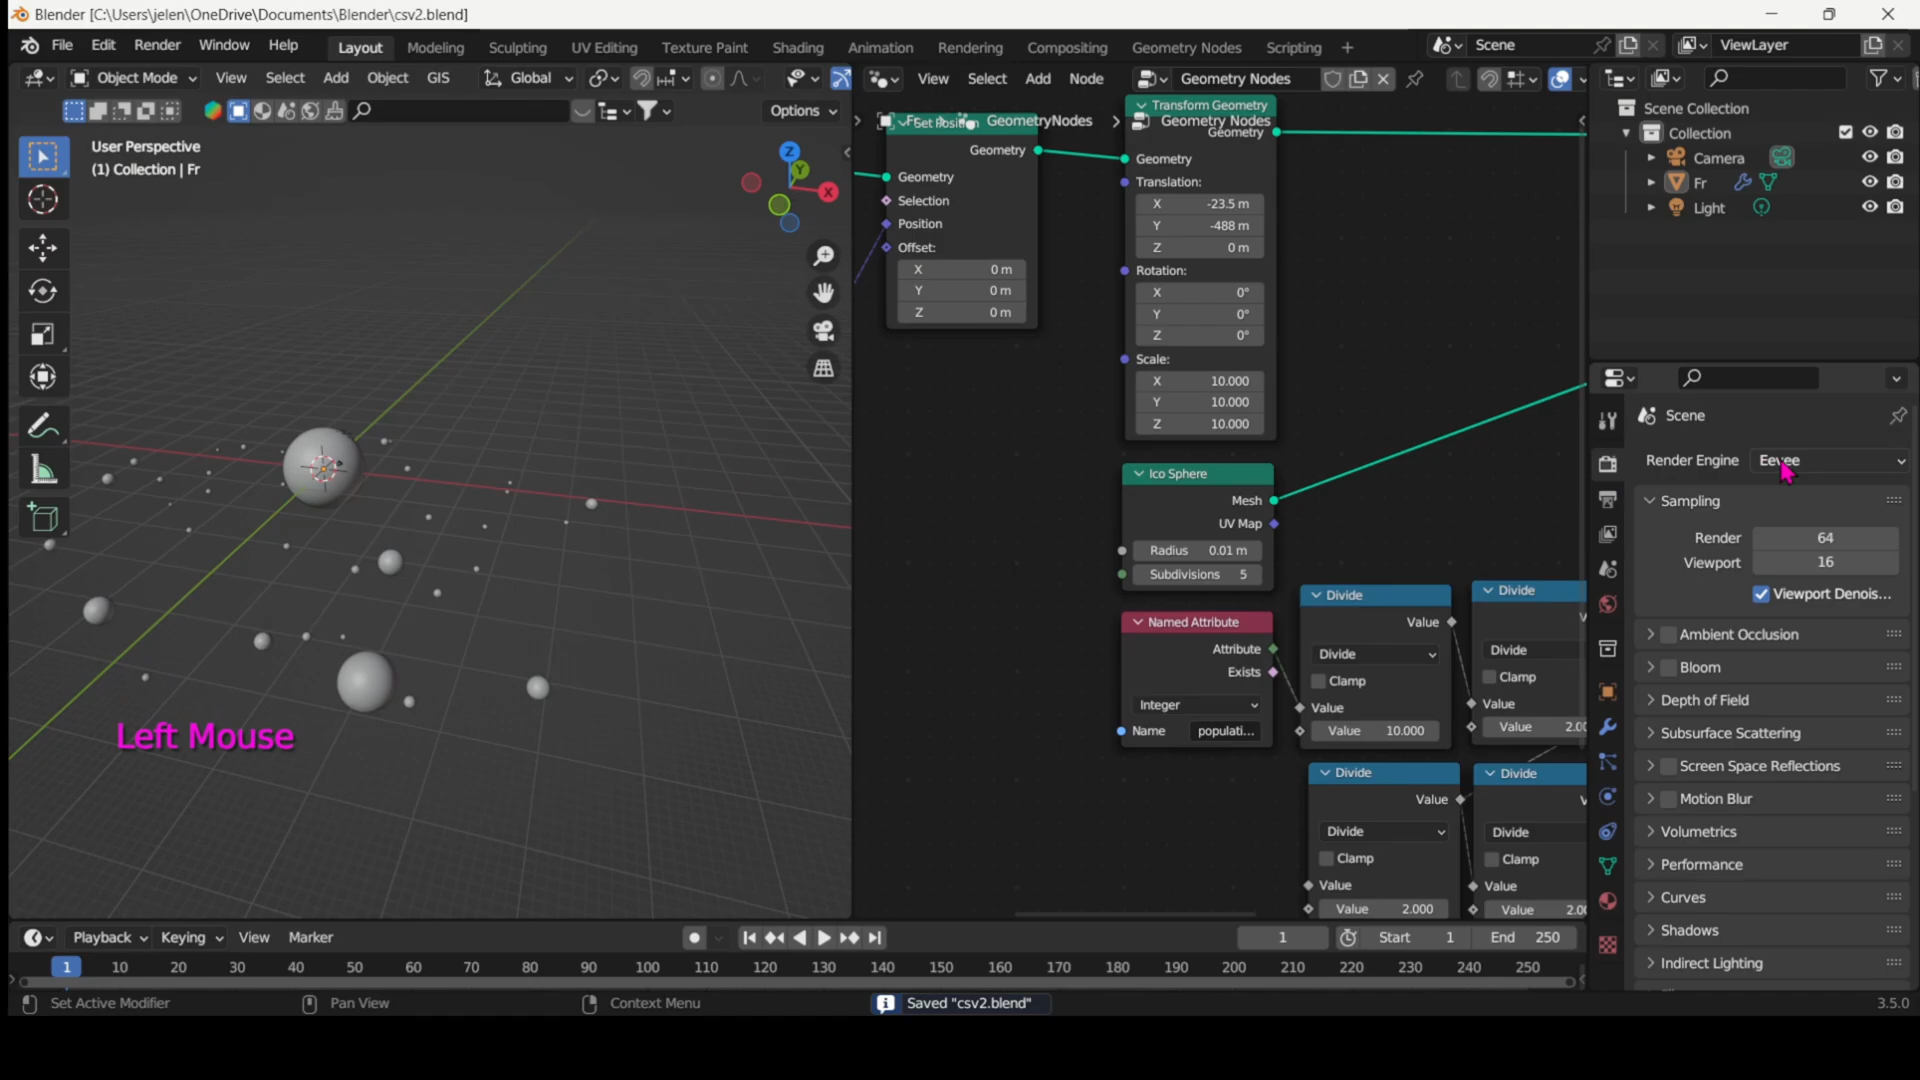 Blender [C:\Users\jelen\OneDrive\Documents\Blender\csv2.blend]
File Edit Render Window Help Layout Modeling Sculpting UV Editing Texture Paint Shading Animation Rendering Compositing Geometry Nodes Scripting + Scene ViewLayer
Object Mode View Select Add Object GIS Global View Select Add Node Geometry Nodes
Options
User Perspective
(1) Collection | Fr
Z
Y
X
Left Mouse
Fr > GeometryNodes > Geometry Nodes
Geometry
Geometry
Selection
Position
Offset:
X 0 m
Y 0 m
Z 0 m
Transform Geometry
Geometry
Geometry
Translation:
X -23.5 m
Y -488 m
Z 0 m
Rotation:
X 0°
Y 0°
Z 0°
Scale:
X 10.000
Y 10.000
Z 10.000
Ico Sphere
Mesh
UV Map
Radius 0.01 m
Subdivisions 5
Named Attribute
Attribute
Exists
Integer
Name populati...
Divide
Value
Divide
Clamp
Value
Value 10.000
Divide
Divide
Clamp
Value
Value 2.00
Divide
Value
Divide
Clamp
Value
Value 2.000
Divide
Divide
Clamp
Value
Value 2.00
Scene Collection
Collection
Camera
Fr
Light
Scene
Render Engine Eevee
Sampling
Render 64
Viewport 16
Viewport Denois...
Ambient Occlusion
Bloom
Depth of Field
Subsurface Scattering
Screen Space Reflections
Motion Blur
Volumetrics
Performance
Curves
Shadows
Indirect Lighting
Playback Keying View Marker 1 Start 1 End 250
1 10 20 30 40 50 60 70 80 90 100 110 120 130 140 150 160 170 180 190 200 210 220 230 240 250
Set Active Modifier Pan View Context Menu Saved "csv2.blend" 3.5.0